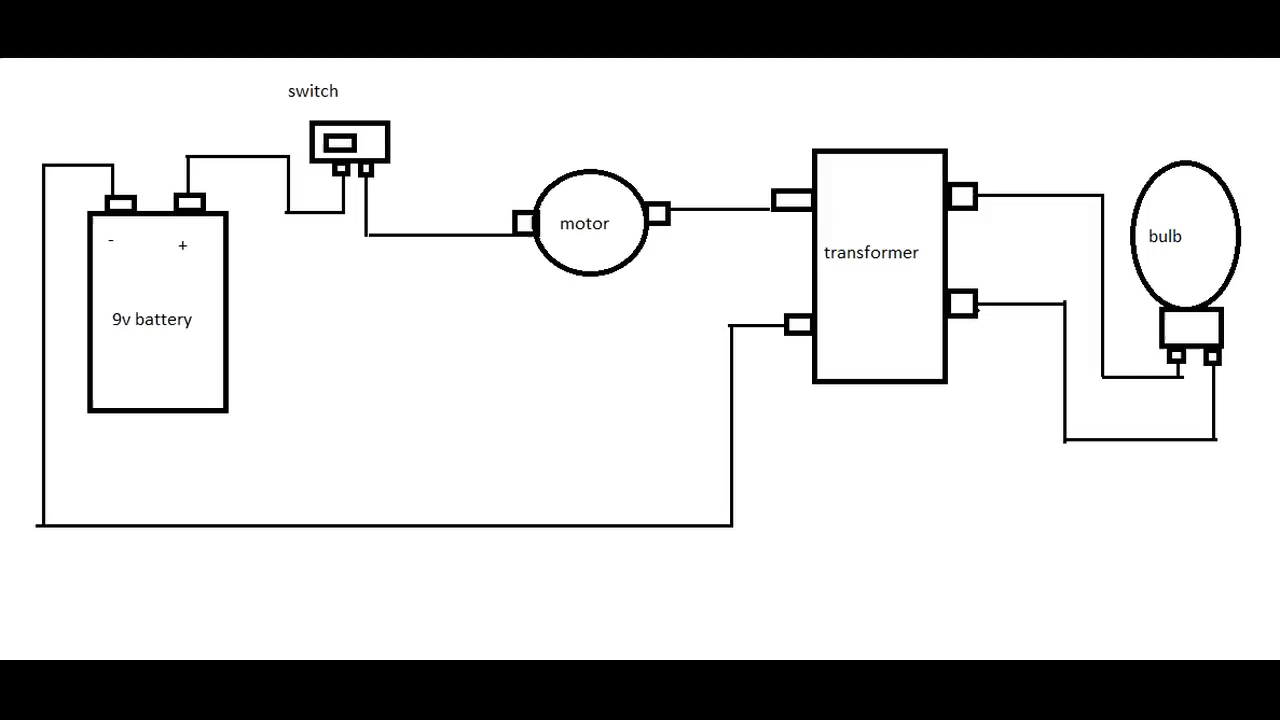 switch
motor
bulb
- +
transformer
9v battery